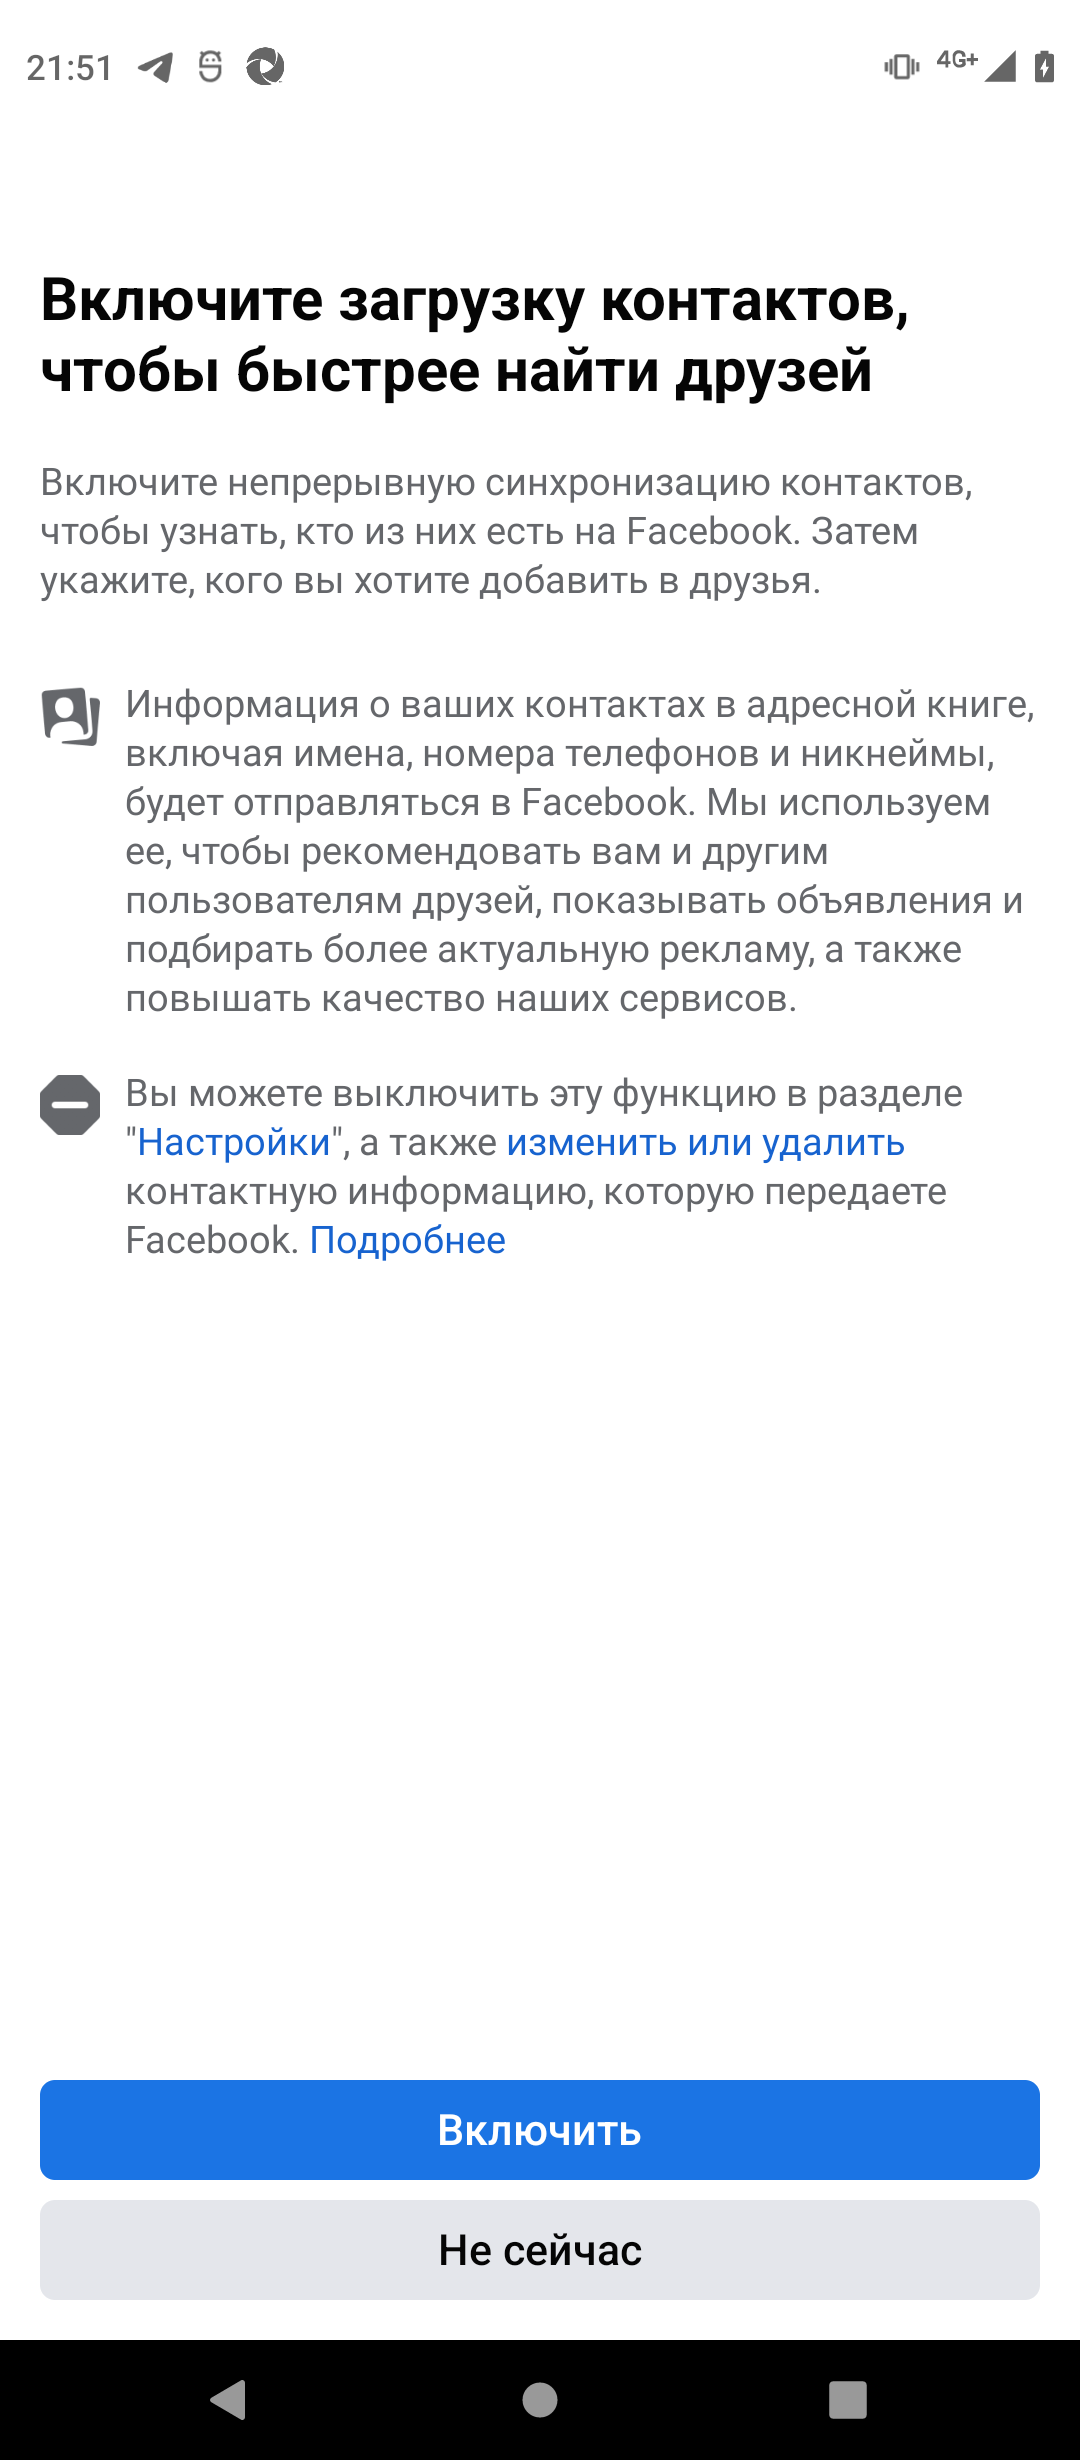 21:51
4G+
Включите загрузку контактов,
чтобы быстрее найти друзей
Включите непрерывную синхронизацию контактов,
чтобы узнать, кто из них есть на Facebook. Затем
укажите, кого вы хотите добавить в друзья.
Информация о ваших контактах в адресной книге,
включая имена, номера телефонов и никнеймы,
будет отправляться в Facebook. Мы используем
ее, чтобы рекомендовать вам и другим
пользователям друзей, показывать объявления и
подбирать более актуальную рекламу, а также
повышать качество наших сервисов.
Вы можете выключить эту функцию в разделе
"Настройки", а также изменить или удалить
контактную информацию, которую передаете
Facebook. Подробнее
Включить
Не сейчас